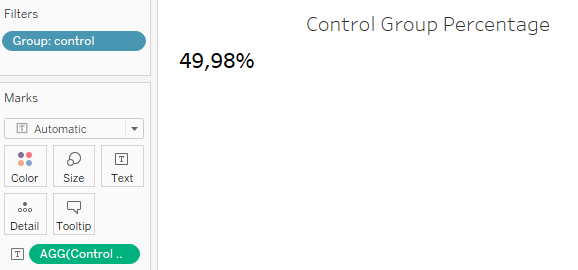 Filters
Group: control
Marks
Automatic
Color
Size
Text
Detail
Tooltip
AGG(Control ..
Control Group Percentage
49,98%